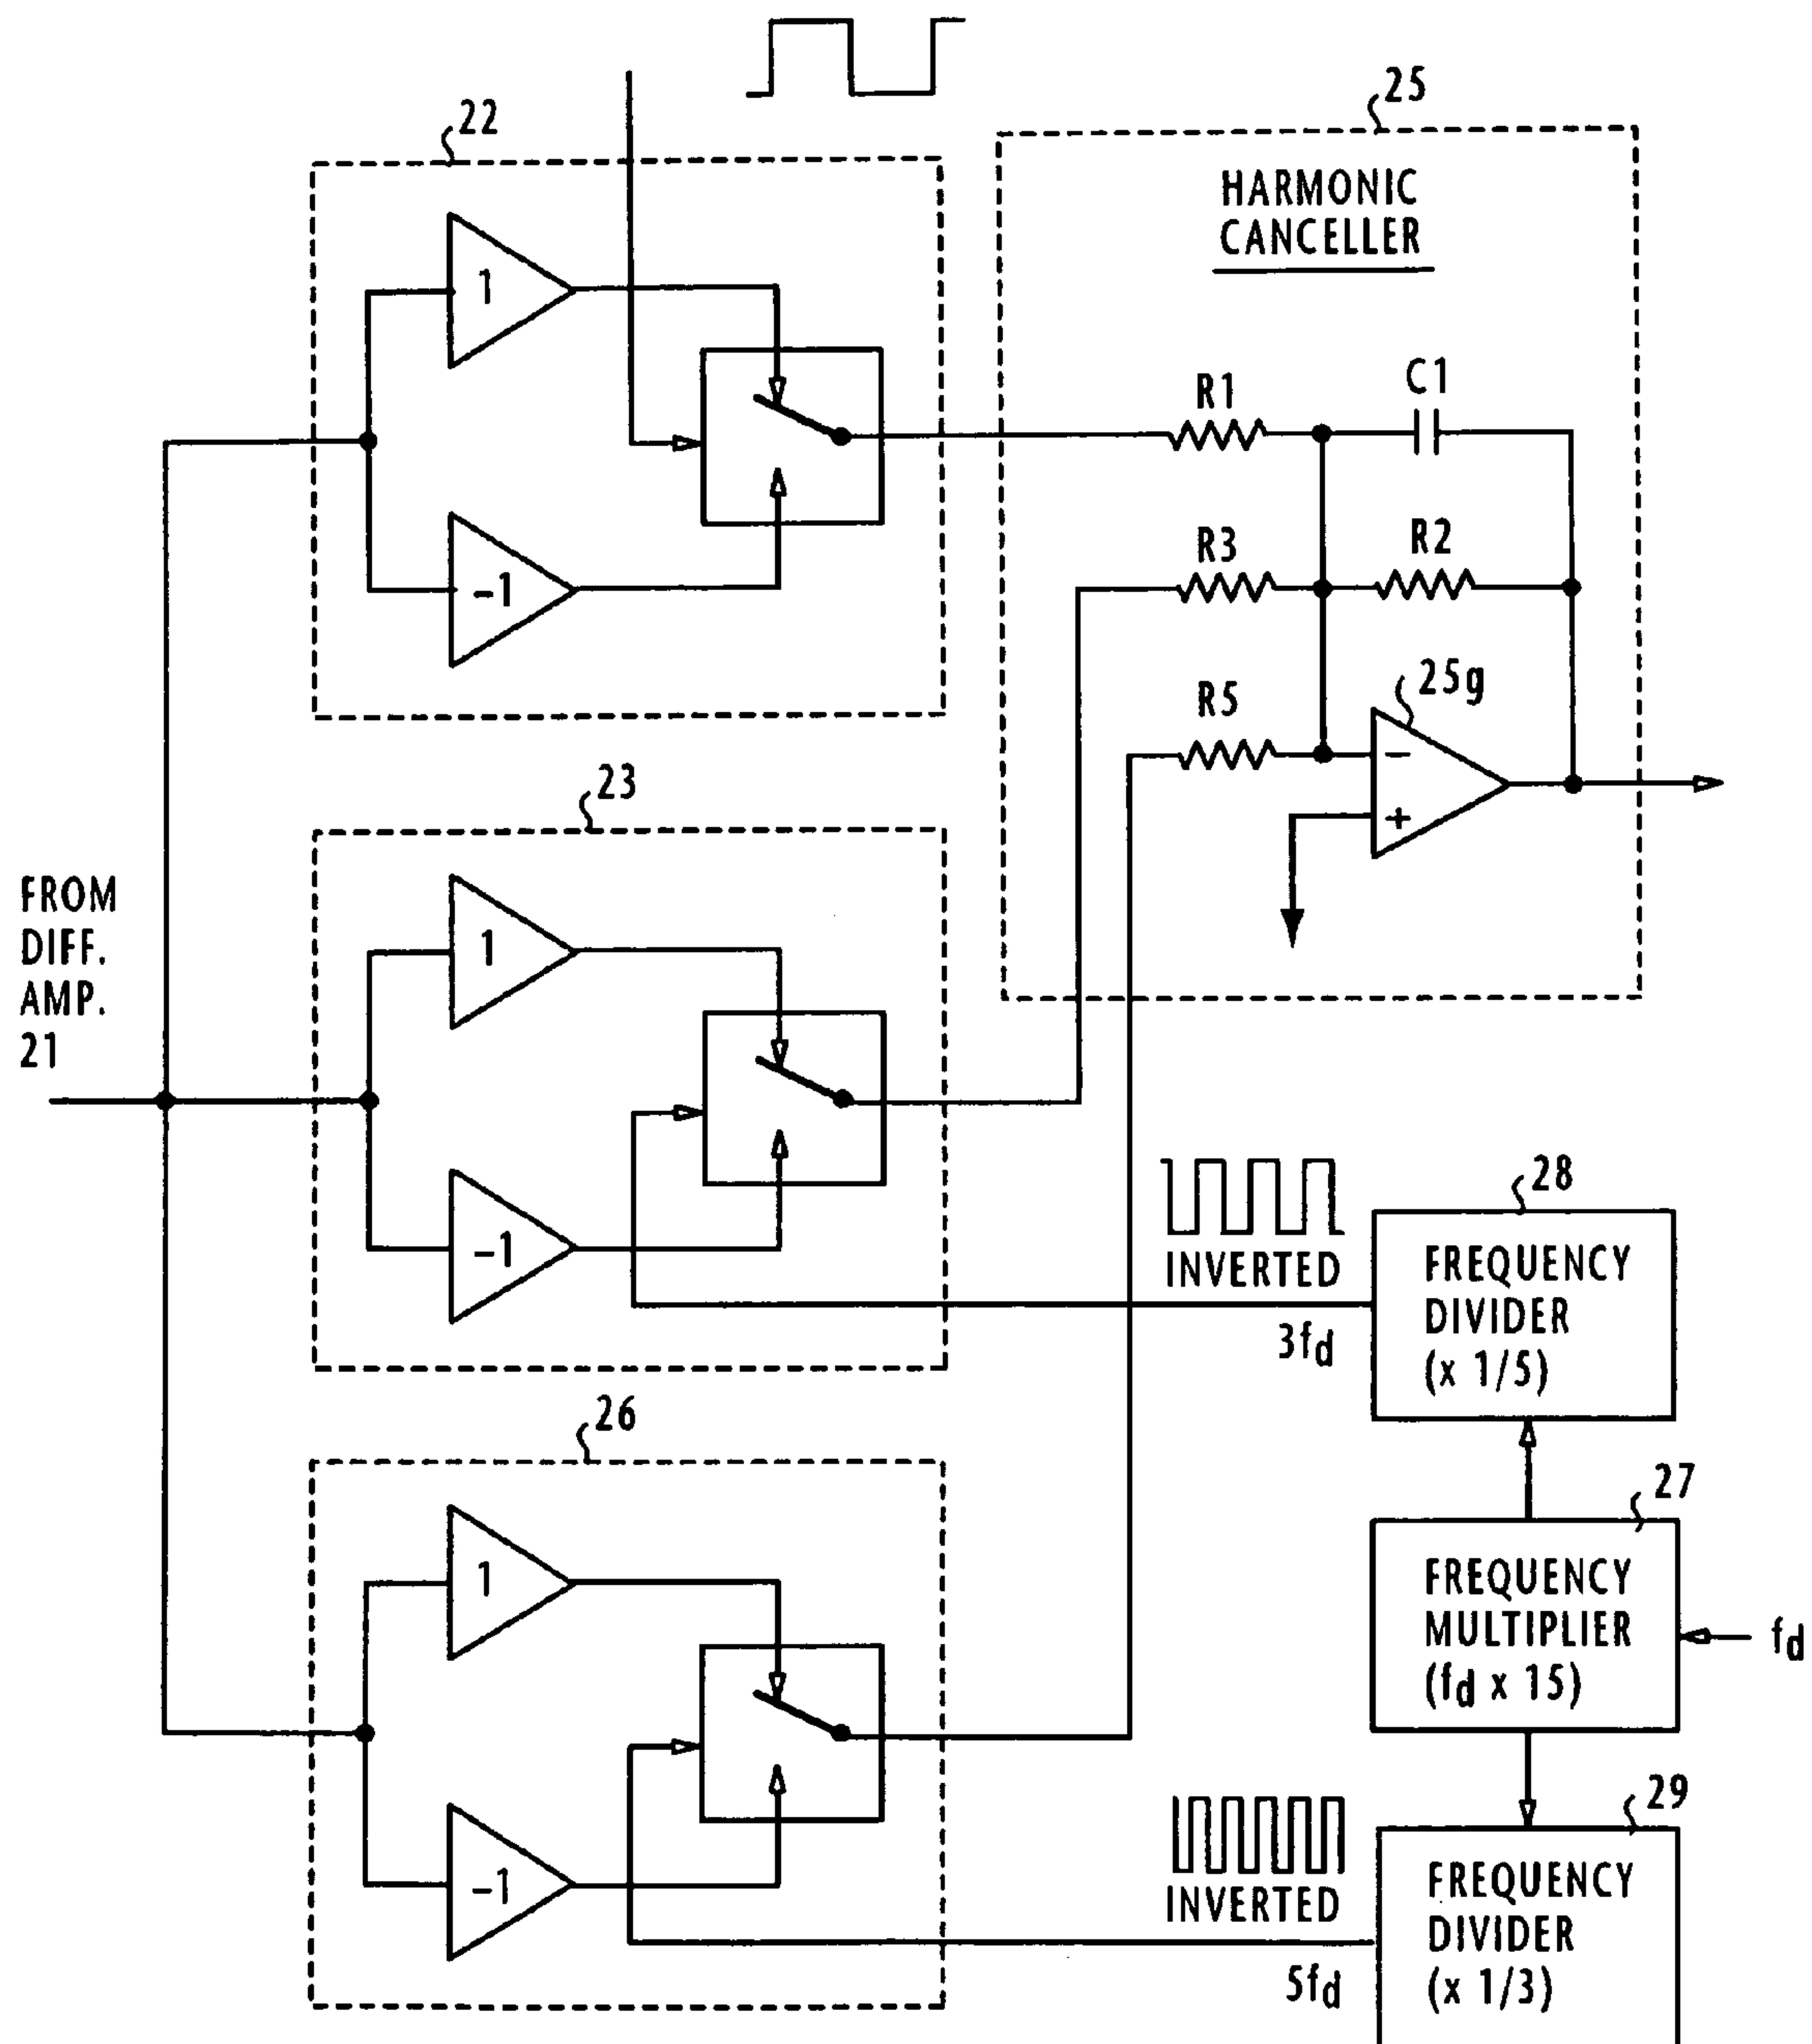 22
25
HARMONIC
CANCELLER
1
-1
R1
C1
R3
R2
R5
25g
−
+
23
FROM
DIFF.
AMP.
21
1
-1
INVERTED
3fd
28
FREQUENCY
DIVIDER
(x 1/5)
26
27
FREQUENCY
MULTIPLIER
(fd x 15)
fd
1
-1
INVERTED
5fd
29
FREQUENCY
DIVIDER
(x 1/3)